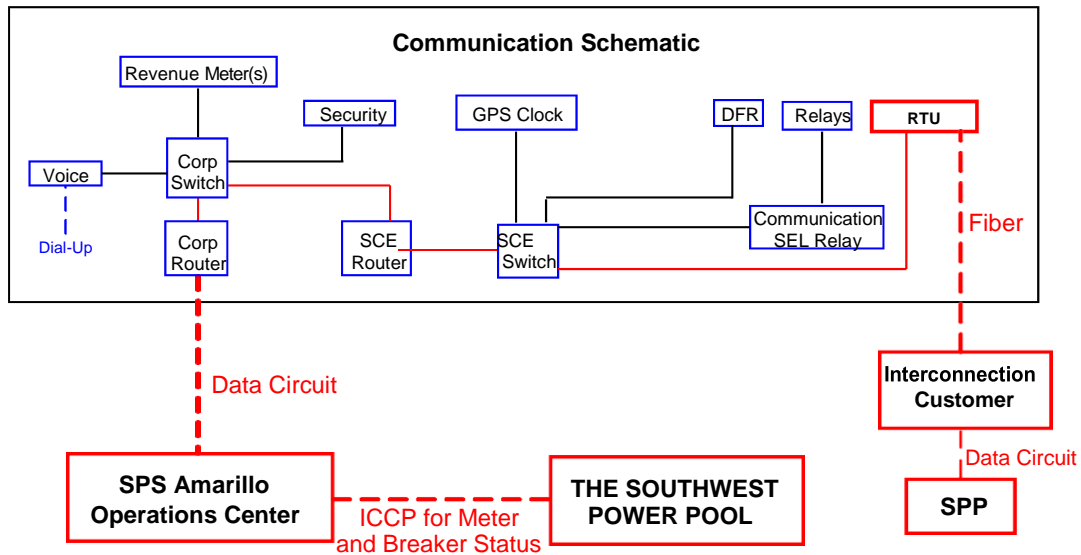 Communication Schematic
Revenue Meter(s)
Security
GPS Clock
DFR
Relays
RTU
Voice
Corp
Switch
Dial-Up
Corp
Router
SCE
Router
SCE
Switch
Communication
SEL Relay
Fiber
Data Circuit
Interconnection
Customer
Data Circuit
SPP
SPS Amarillo
Operations Center
ICCP for Meter
and Breaker Status
THE SOUTHWEST
POWER POOL